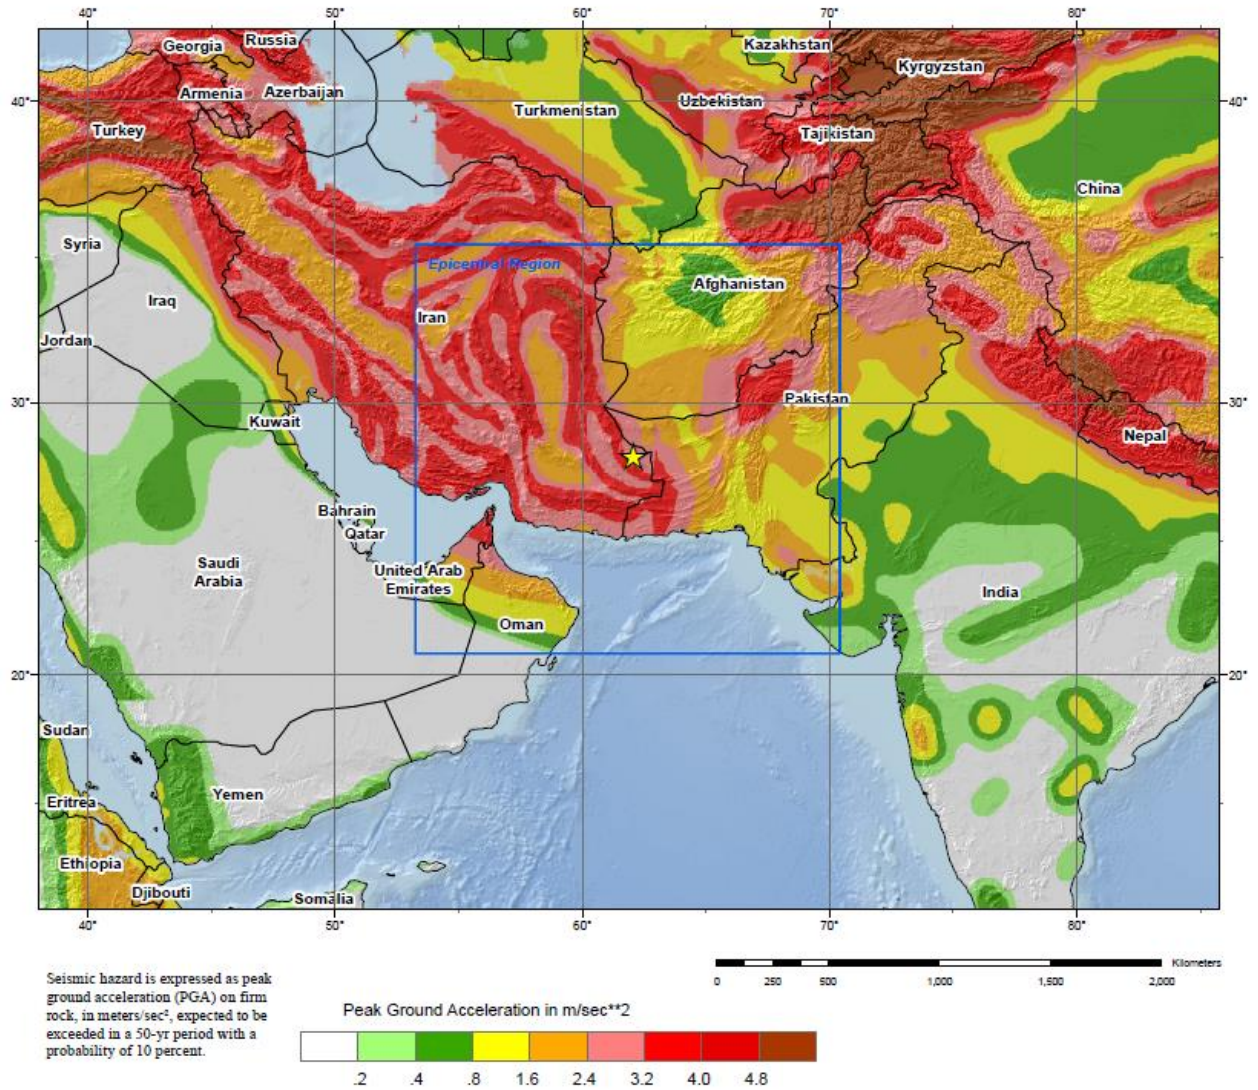 40° 50° 60° 70° 80°
Georgia Russia Kazakhstan
Kyrgyzstan
Armenia Azerbaijan Uzbekistan
40° 40°
Turkmenistan
Turkey Tajikistan
China
Syria
Epicentral Region
Afghanistan
Iraq
Iran
Jordan
Pakistan
30° 30°
Kuwait Nepal
Bahrain
Qatar
Saudi
Arabia
United Arab
Emirates
India
Oman
20° 20°
Sudan
Yemen
Eritrea
Ethiopia
Djibouti
Somalia
40° 50° 60° 70° 80°
Kilometers
0 250 500 1,000 1,500 2,000
Seismic hazard is expressed as peak
ground acceleration (PGA) on firm
rock, in meters/sec², expected to be
exceeded in a 50-yr period with a
probability of 10 percent.
Peak Ground Acceleration in m/sec**2
.2 .4 .8 1.6 2.4 3.2 4.0 4.8